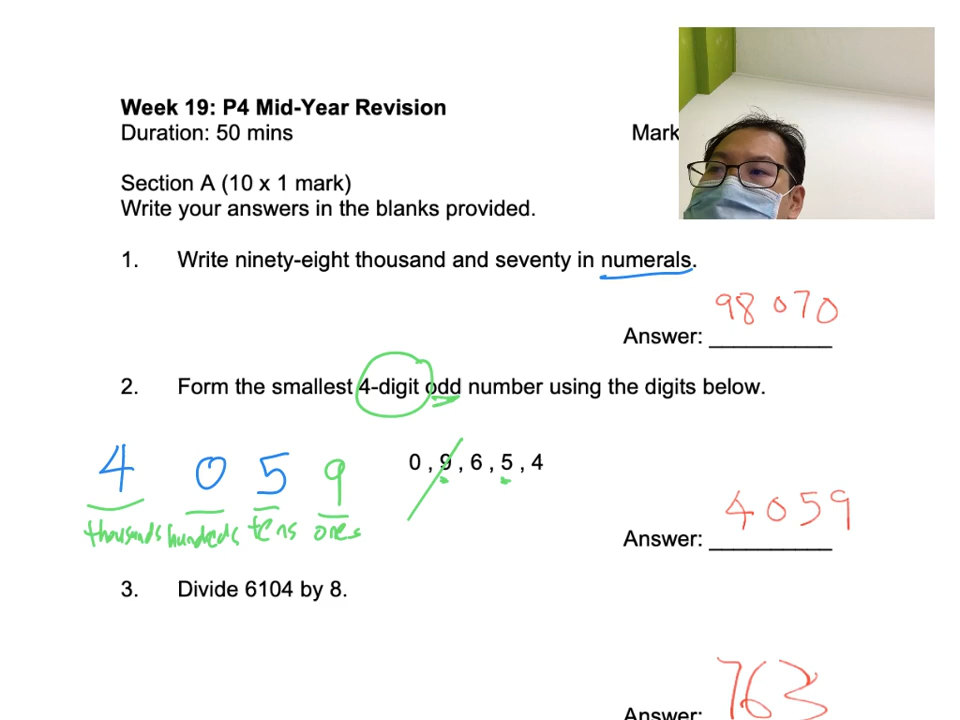 Week 19: P4 Mid-Year Revision
Duration: 50 mins
Mark
Section A (10 x 1 mark)
Write your answers in the blanks provided.
1. Write ninety-eight thousand and seventy in numerals.
98 070
Answer: __________
2. Form the smallest 4-digit odd number using the digits below.
0 , 9 , 6 , 5 , 4
4 0 5 9
thousands hundreds tens ones
4059
Answer: __________
3. Divide 6104 by 8.
763
Answer: